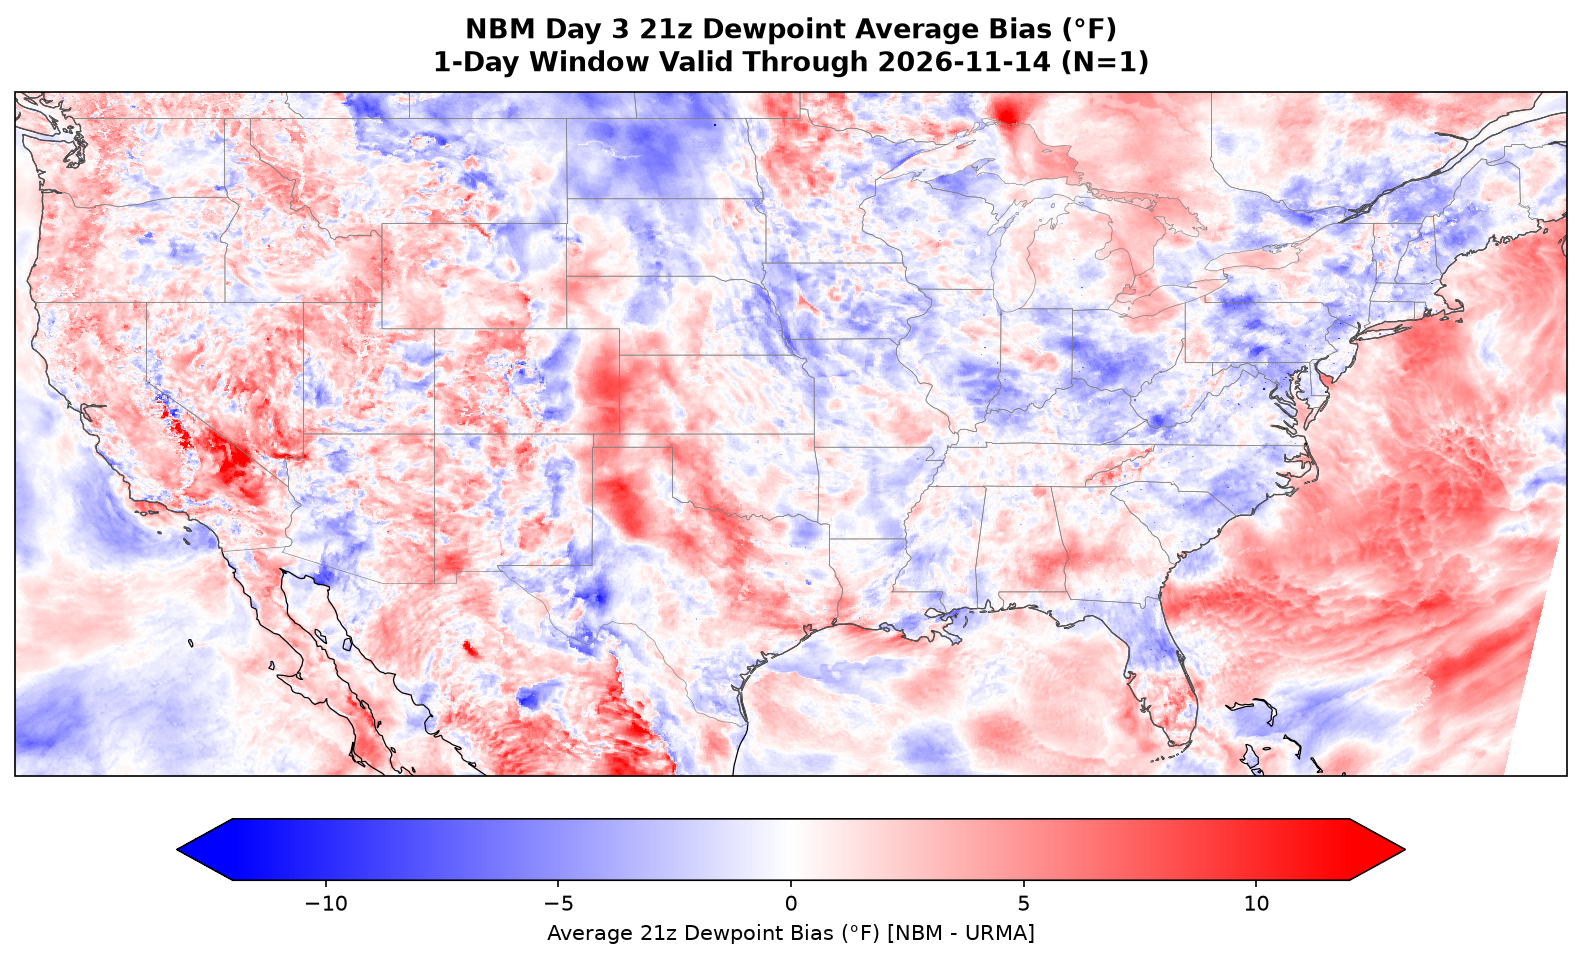 NBM Day 3 21z Dewpoint Average Bias (°F)
1-Day Window Valid Through 2026-11-14 (N=1)
−10 −5 0 5 10
Average 21z Dewpoint Bias (°F) [NBM - URMA]